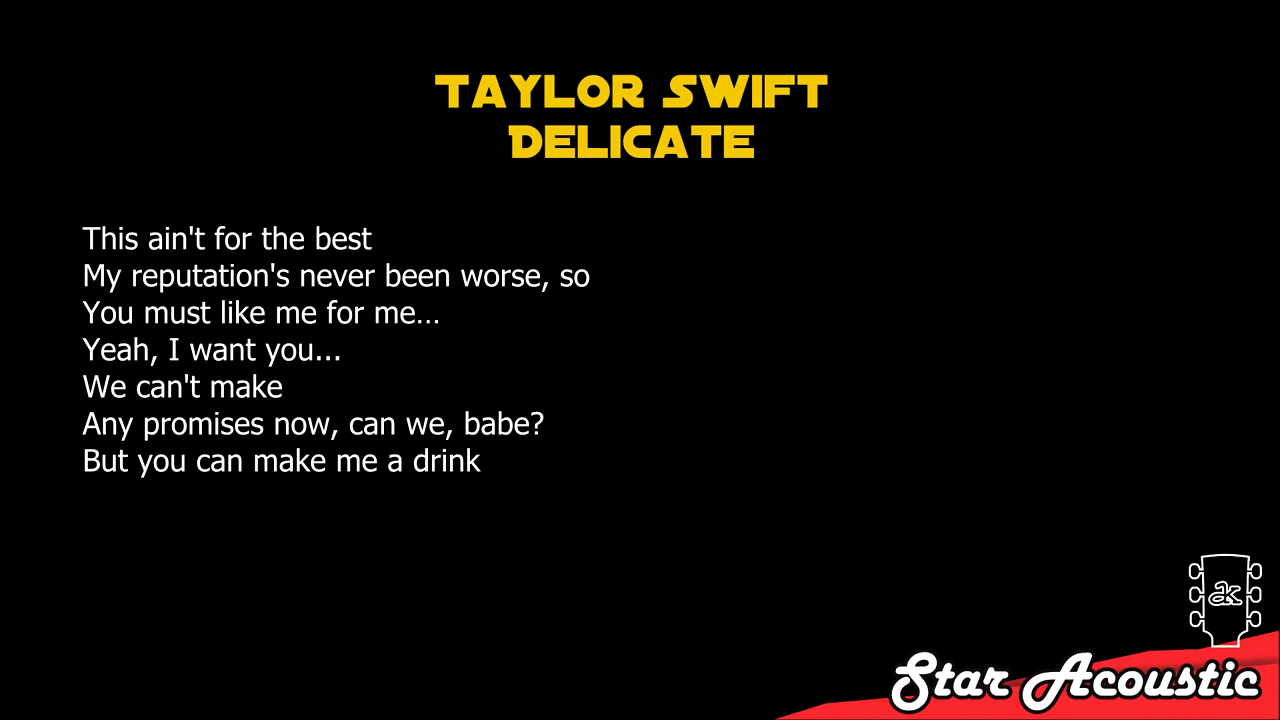 TAYLOR SWIFT
DELICATE
This ain't for the best
My reputation's never been worse, so
You must like me for me…
Yeah, I want you...
We can't make
Any promises now, can we, babe?
But you can make me a drink
ak
Star Acoustic